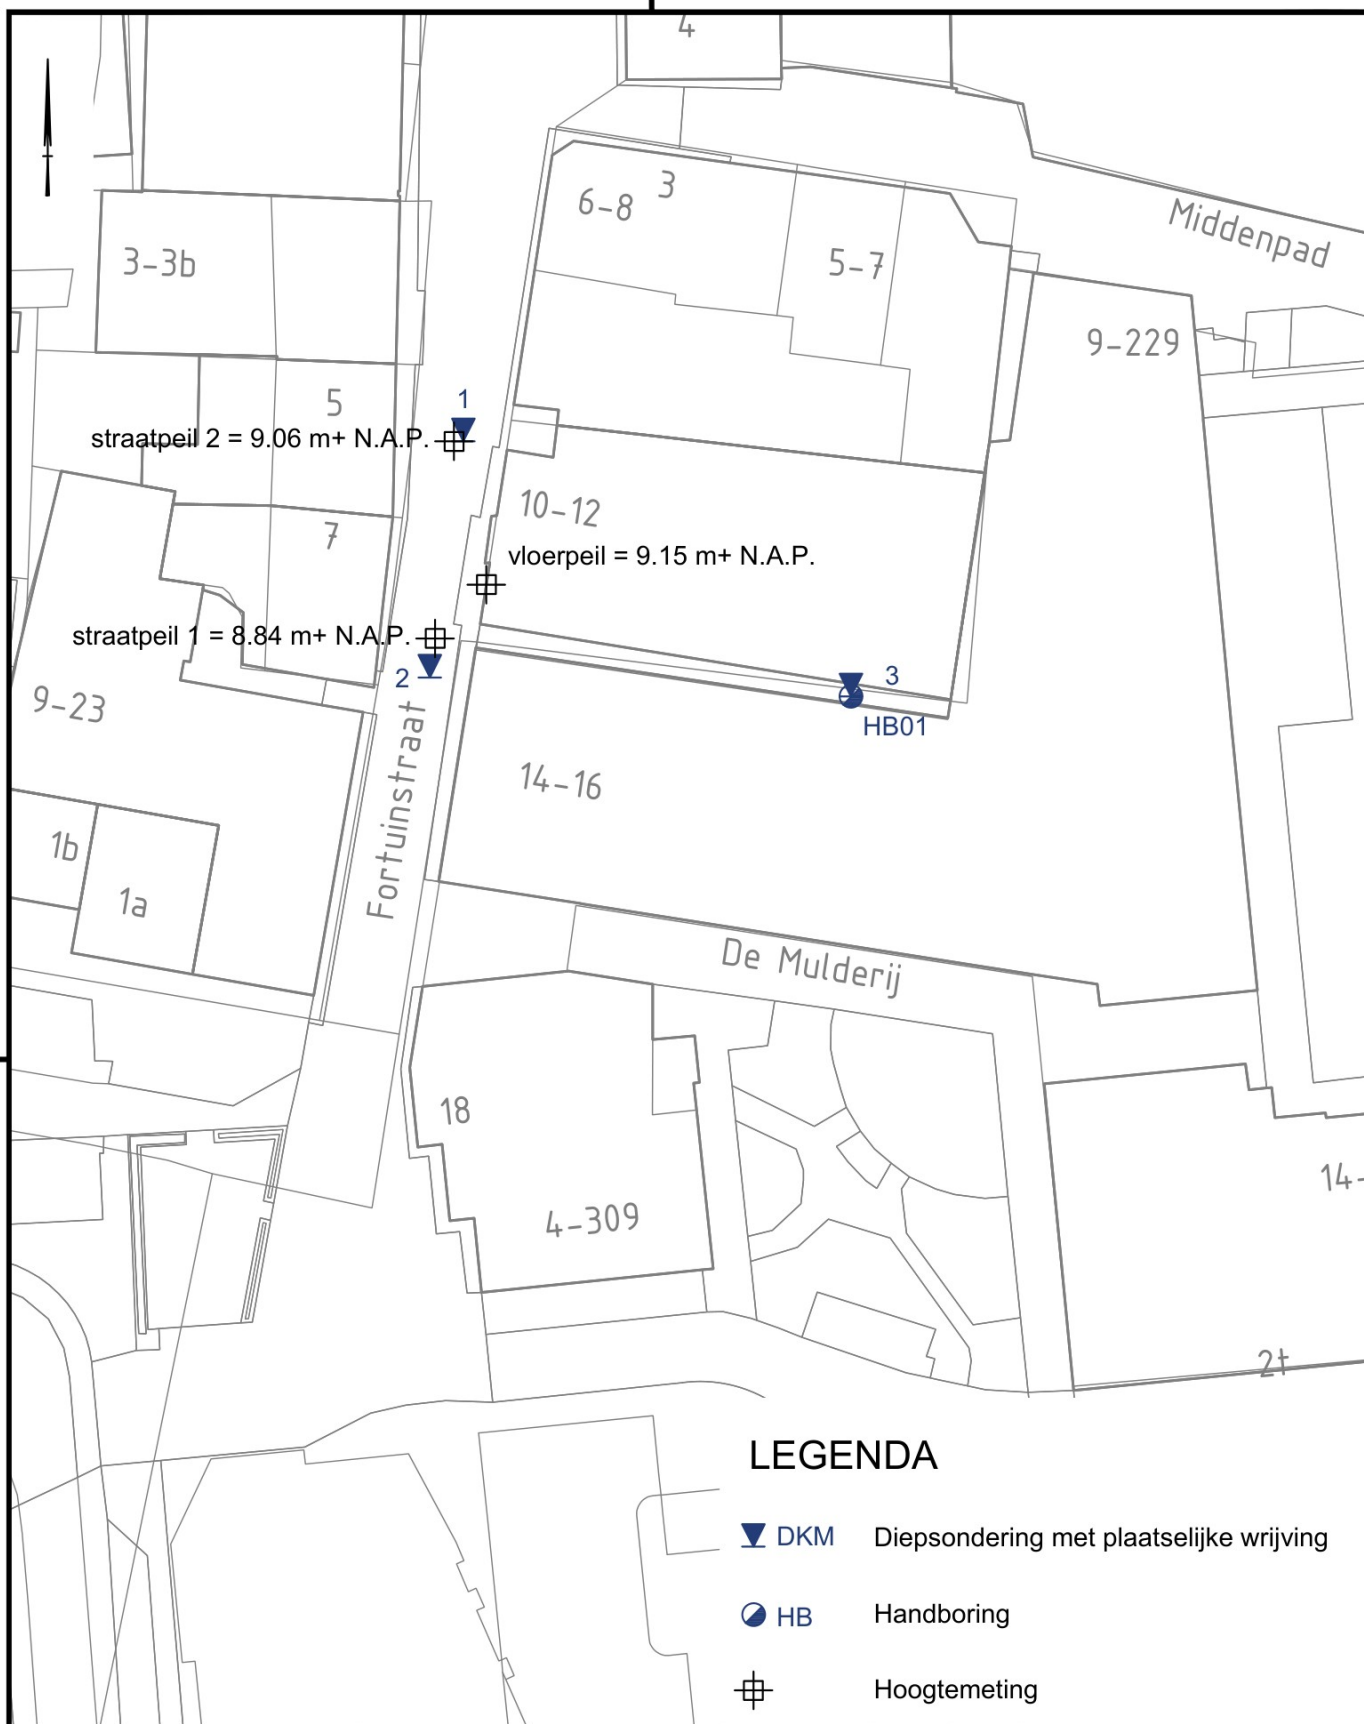 4
3
6-8
Middenpad
3-3b
5-7
9-229
5
1
straatpeil 2 = 9.06 m+ N.A.P.
10-12
7
vloerpeil = 9.15 m+ N.A.P.
straatpeil 1 = 8.84 m+ N.A.P.
2
3
9-23
HB01
Fortuinstraat
14-16
1b
1a
De Mulderij
18
14-
4-309
2t
LEGENDA
DKM Diepsondering met plaatselijke wrijving
HB Handboring
Hoogtemeting